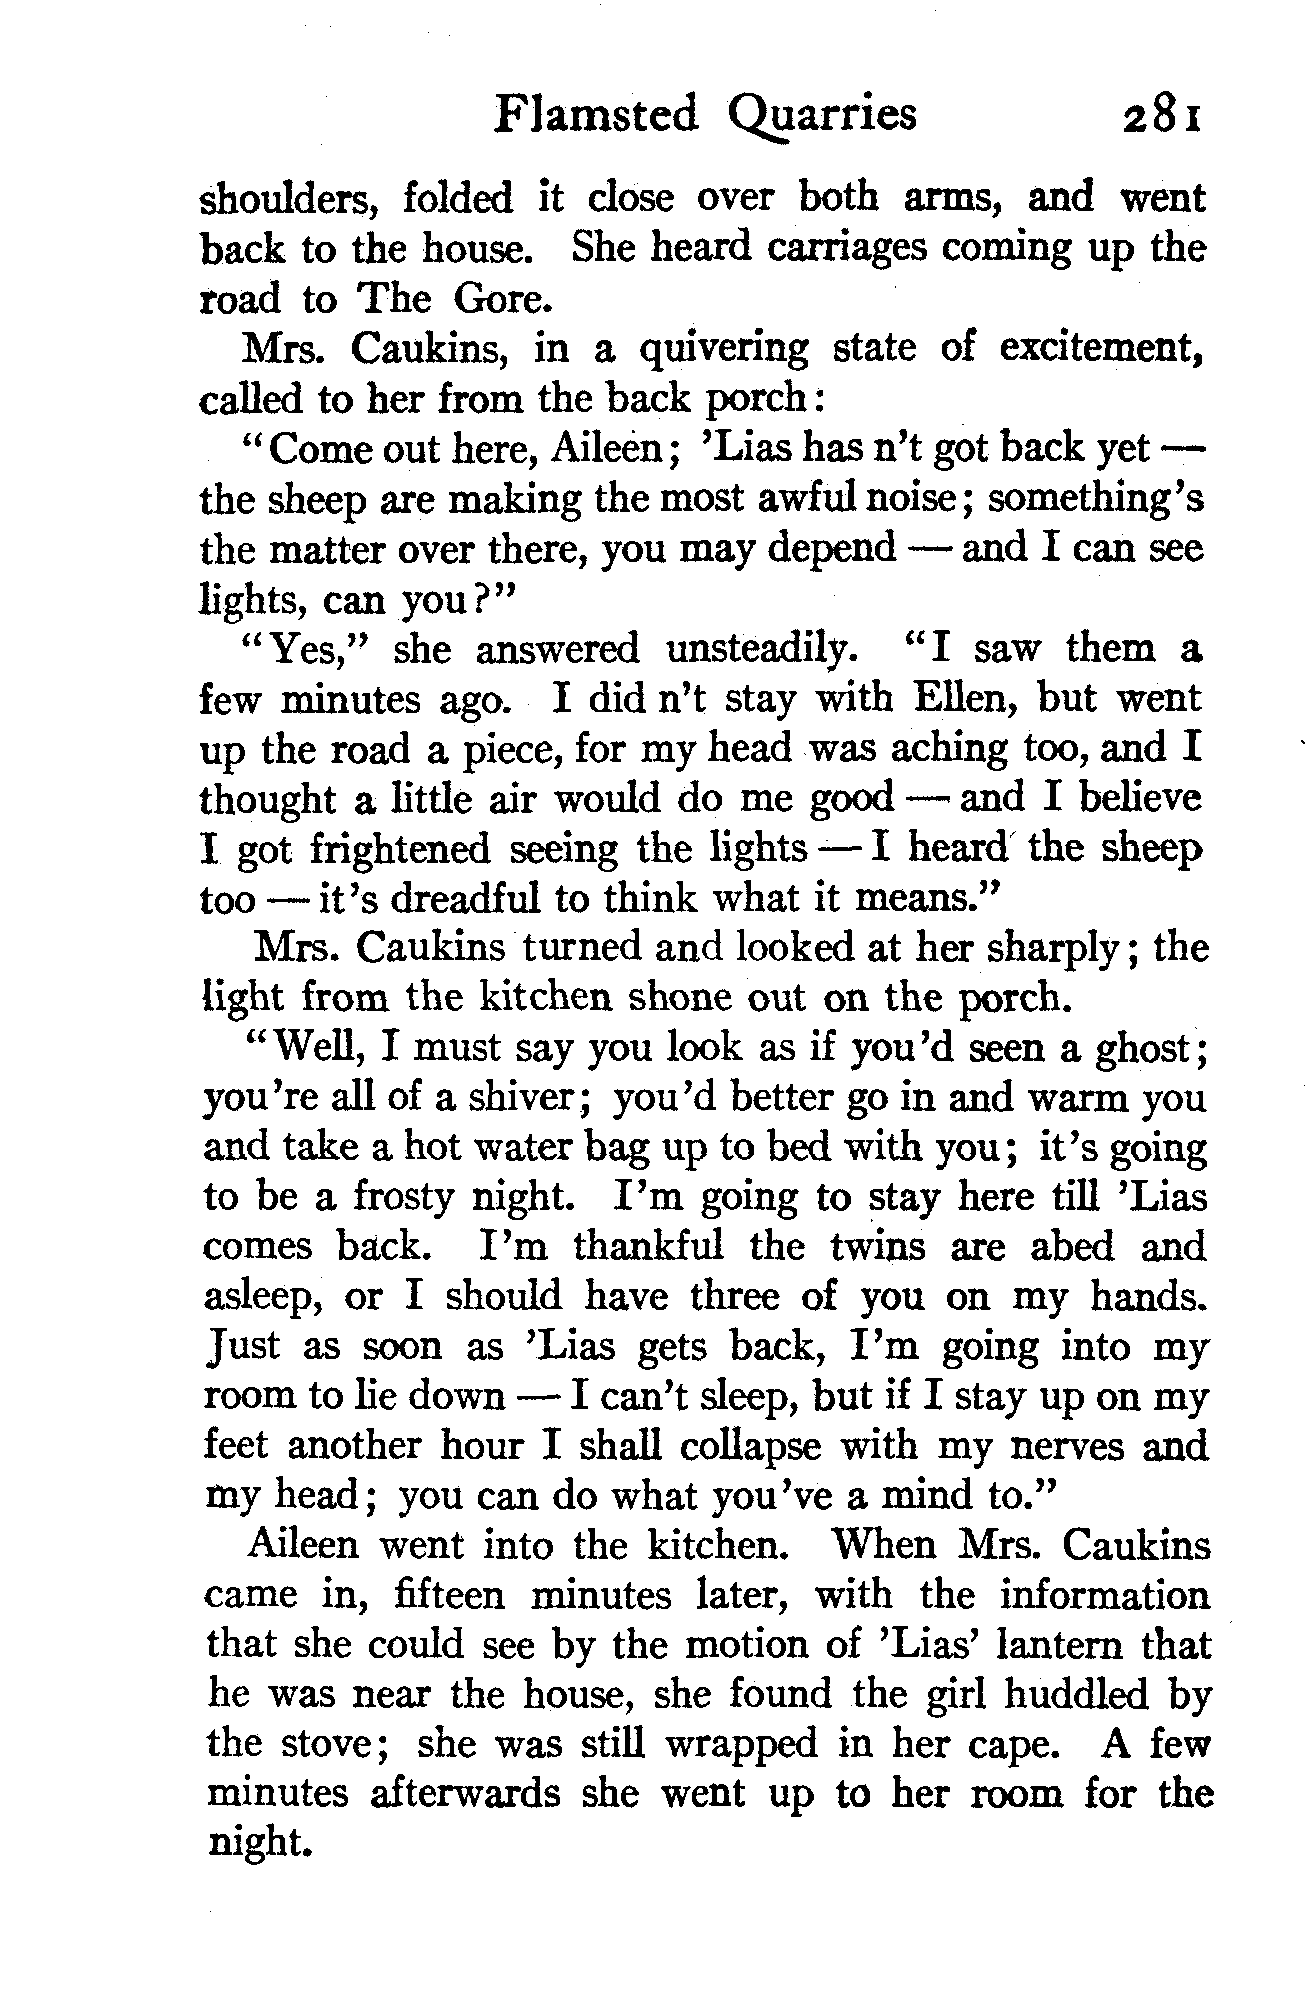 Flamsted Quarries 281
shoulders, folded it close over both arms, and went
back to the house. She heard carriages coming up the
road to The Gore.
Mrs. Caukins, in a quivering state of excitement,
called to her from the back porch:
"Come out here, Aileen; 'Lias has n't got back yet —
the sheep are making the most awful noise; something's
the matter over there, you may depend — and I can see
lights, can you?"
"Yes," she answered unsteadily. "I saw them a
few minutes ago. I did n't stay with Ellen, but went
up the road a piece, for my head was aching too, and I
thought a little air would do me good — and I believe
I got frightened seeing the lights — I heard the sheep
too — it's dreadful to think what it means."
Mrs. Caukins turned and looked at her sharply; the
light from the kitchen shone out on the porch.
"Well, I must say you look as if you'd seen a ghost;
you're all of a shiver; you'd better go in and warm you
and take a hot water bag up to bed with you; it's going
to be a frosty night. I'm going to stay here till 'Lias
comes back. I'm thankful the twins are abed and
asleep, or I should have three of you on my hands.
Just as soon as 'Lias gets back, I'm going into my
room to lie down — I can't sleep, but if I stay up on my
feet another hour I shall collapse with my nerves and
my head; you can do what you've a mind to."
Aileen went into the kitchen. When Mrs. Caukins
came in, fifteen minutes later, with the information
that she could see by the motion of 'Lias' lantern that
he was near the house, she found the girl huddled by
the stove; she was still wrapped in her cape. A few
minutes afterwards she went up to her room for the
night.